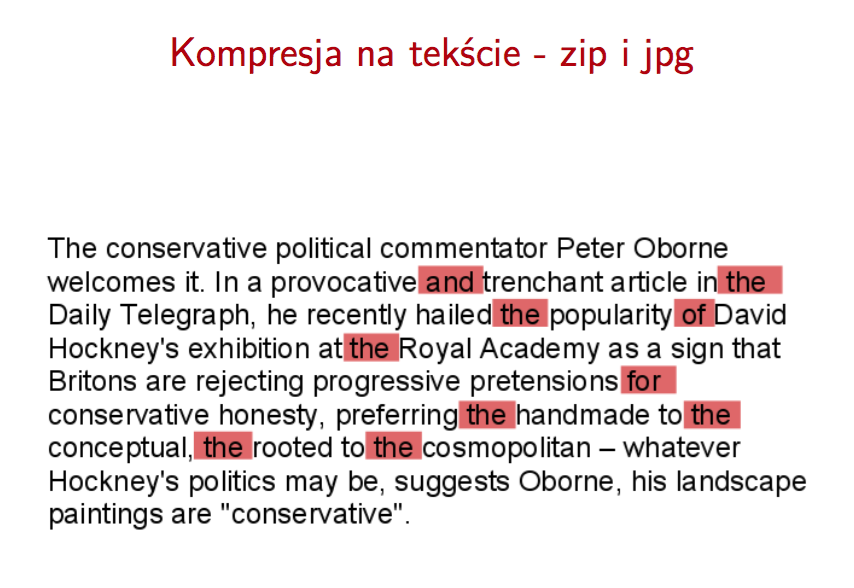 Kompresja na tekście - zip i jpg
The conservative political commentator Peter Oborne
welcomes it. In a provocative and trenchant article in the
Daily Telegraph, he recently hailed the popularity of David
Hockney's exhibition at the Royal Academy as a sign that
Britons are rejecting progressive pretensions for
conservative honesty, preferring the handmade to the
conceptual, the rooted to the cosmopolitan – whatever
Hockney's politics may be, suggests Oborne, his landscape
paintings are "conservative".